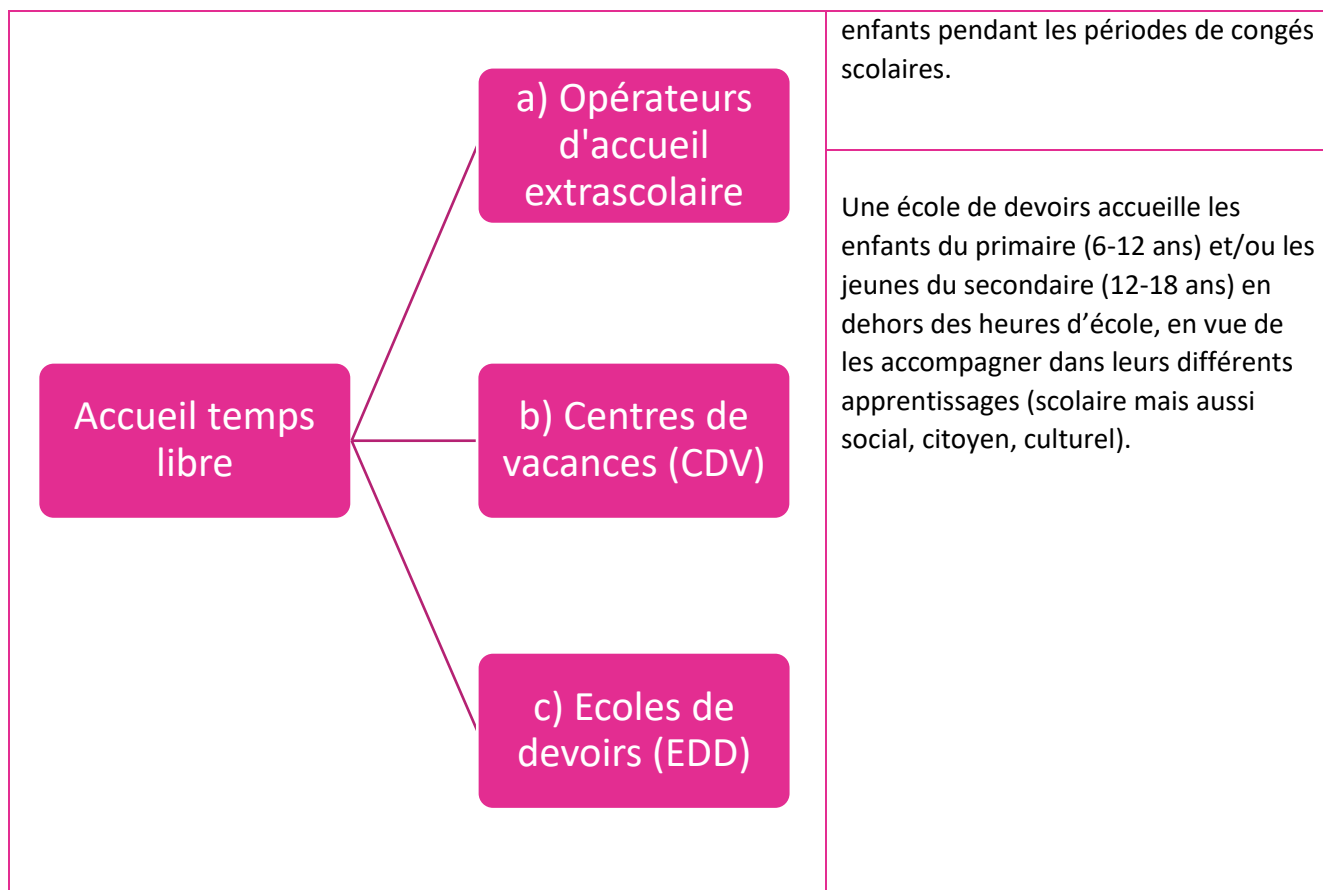 a) Opérateurs
d'accueil
extrascolaire
Accueil temps
libre
b) Centres de
vacances (CDV)
c) Ecoles de
devoirs (EDD)
enfants pendant les périodes de congés
scolaires.
Une école de devoirs accueille les
enfants du primaire (6-12 ans) et/ou les
jeunes du secondaire (12-18 ans) en
dehors des heures d’école, en vue de
les accompagner dans leurs différents
apprentissages (scolaire mais aussi
social, citoyen, culturel).